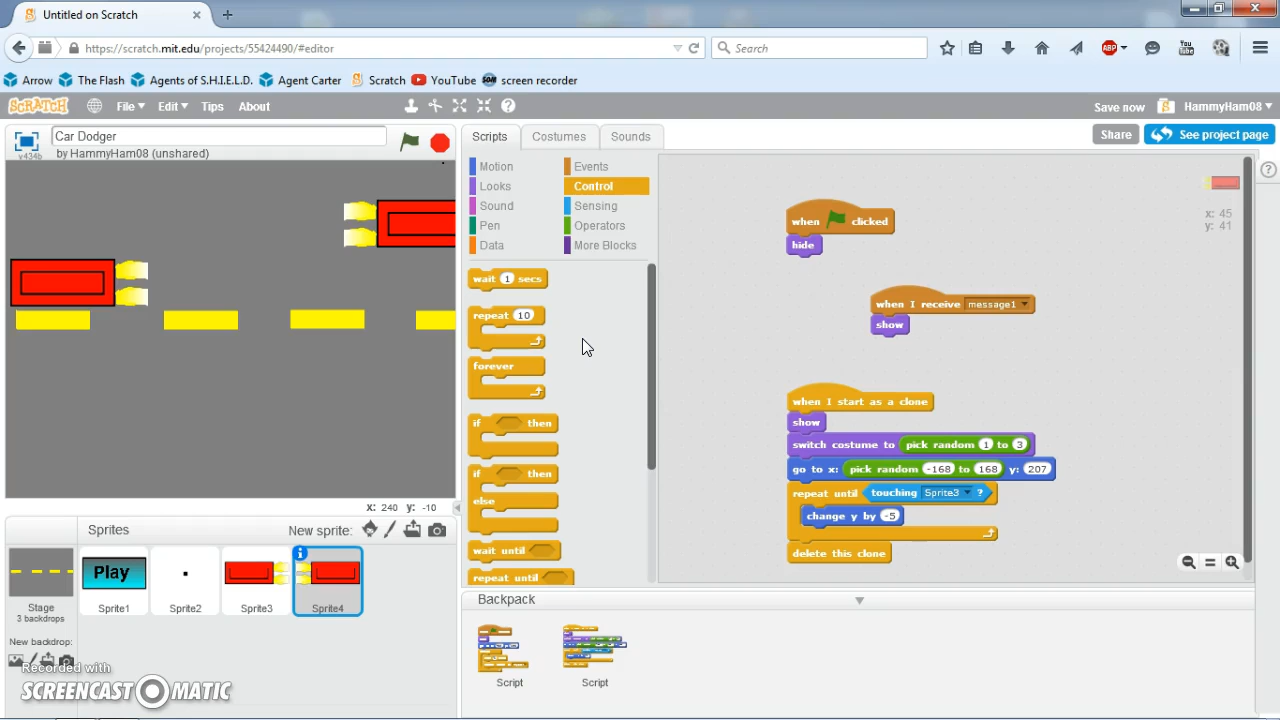 Untitled on Scratch
https://scratch.mit.edu/projects/55424490/#editor
Search
ABP
You Tube
Arrow The Flash Agents of S.H.I.E.L.D. Agent Carter Scratch YouTube SOM screen recorder
SCRATCH File Edit Tips About Save now HammyHam08
Car Dodger
by HammyHam08 (unshared)
v434b
Scripts Costumes Sounds Share See project page
Motion Events
Looks Control
Sound Sensing
Pen Operators
Data More Blocks
wait 1 secs
repeat 10
forever
if then
if then
else
wait until
repeat until
when clicked
hide
when I receive message1
show
when I start as a clone
show
switch costume to pick random 1 to 3
go to x: pick random -168 to 168 y: 207
repeat until touching Sprite3 ?
change y by -5
delete this clone
x: 45
y: 41
x: 240 y: -10
Sprites New sprite:
Play
Stage
3 backdrops
Sprite1 Sprite2 Sprite3 Sprite4
New backdrop:
Backpack
Script Script
Recorded with
SCREENCAST MATIC